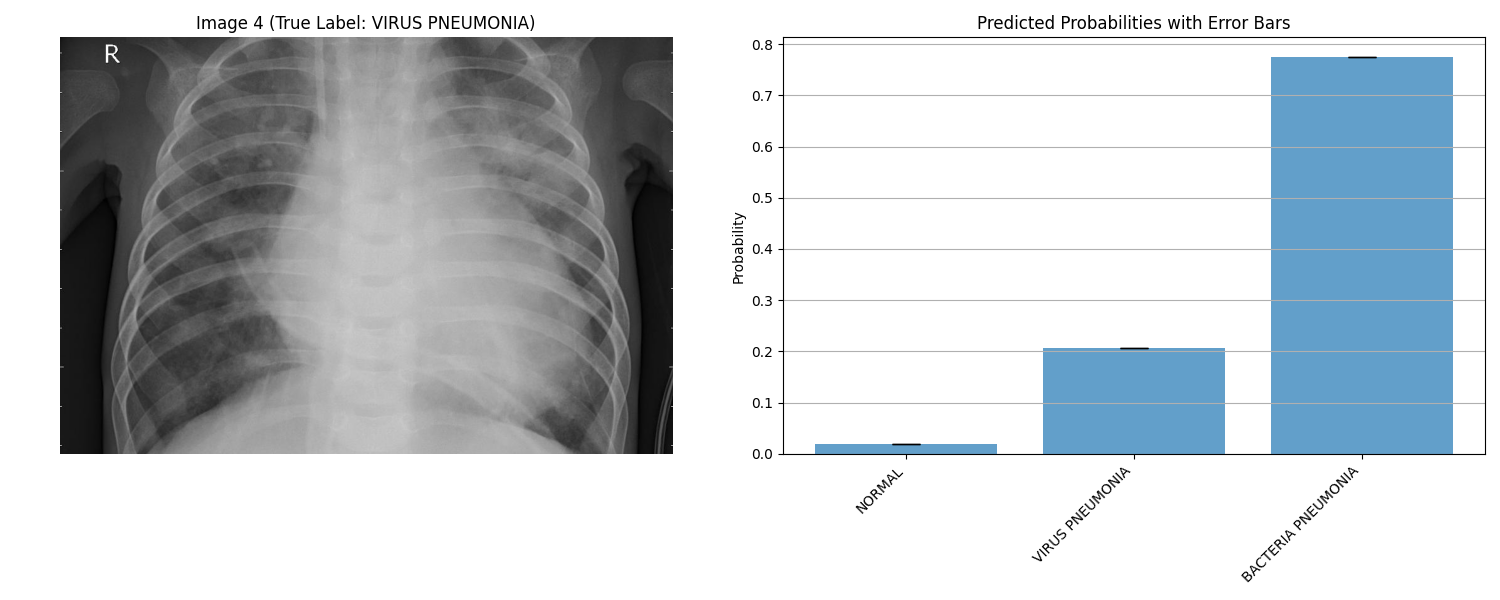 Image 4 (True Label: VIRUS PNEUMONIA)
R
Predicted Probabilities with Error Bars
Probability
0.8
0.7
0.6
0.5
0.4
0.3
0.2
0.1
0.0
NORMAL
VIRUS PNEUMONIA
BACTERIA PNEUMONIA